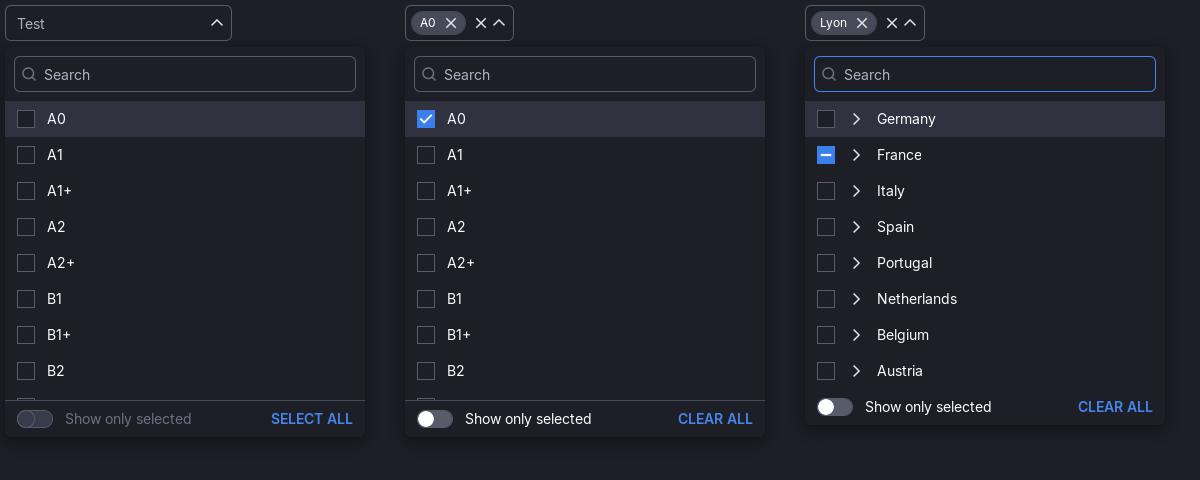 Test
Search
A0
A1
A1+
A2
A2+
B1
B1+
B2
Show only selected SELECT ALL
A0
Search
A0
A1
A1+
A2
A2+
B1
B1+
B2
Show only selected CLEAR ALL
Lyon
Search
Germany
France
Italy
Spain
Portugal
Netherlands
Belgium
Austria
Show only selected CLEAR ALL